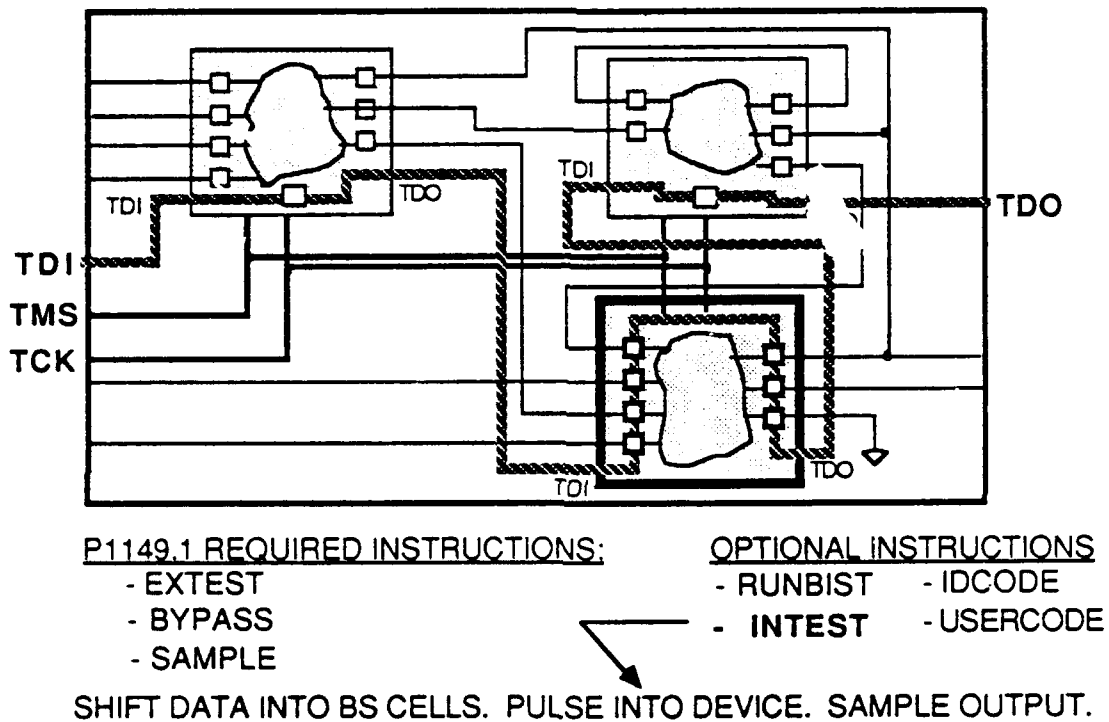 TDI
TDO
TDI
TDO
TDI
TMS
TCK
TDI
TDO
P1149.1 REQUIRED INSTRUCTIONS:
- EXTEST
- BYPASS
- SAMPLE
OPTIONAL INSTRUCTIONS
- RUNBIST - IDCODE
- INTEST - USERCODE
SHIFT DATA INTO BS CELLS. PULSE INTO DEVICE. SAMPLE OUTPUT.